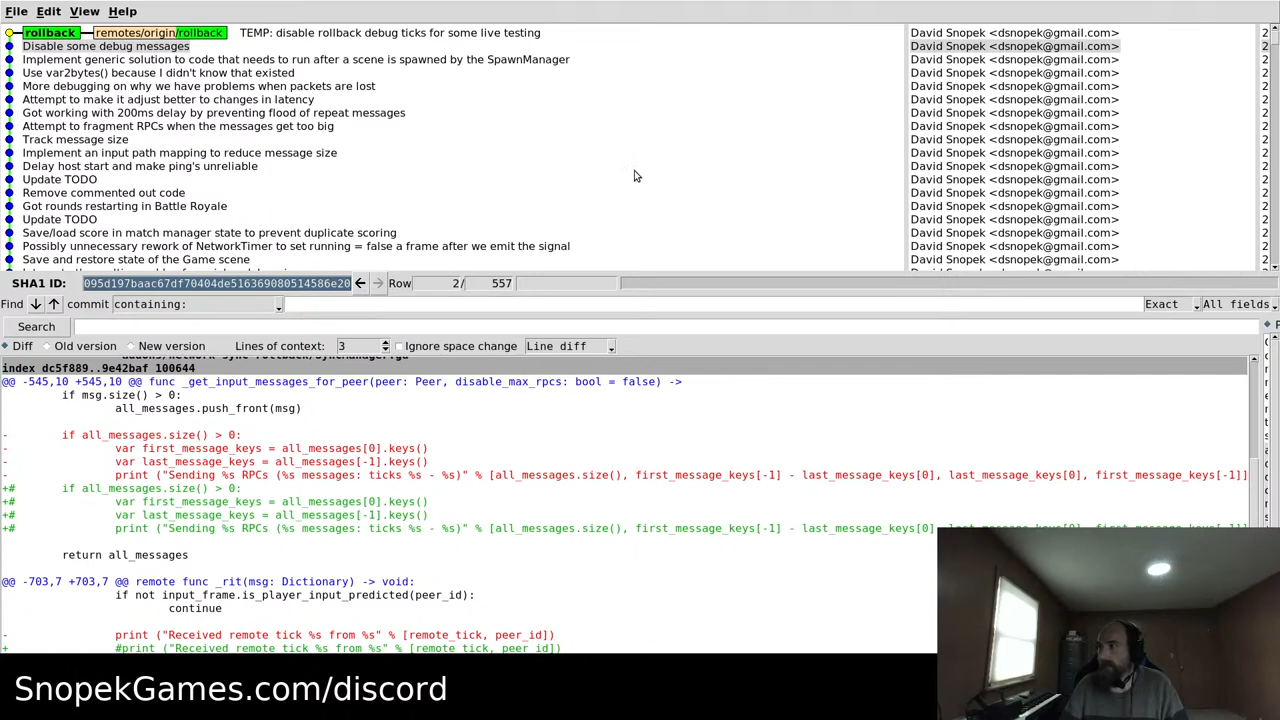 File Edit View Help
rollback remotes/origin/rollback TEMP: disable rollback debug ticks for some live testing David Snopek <dsnopek@gmail.com> 2
Disable some debug messages David Snopek <dsnopek@gmail.com> 2
Implement generic solution to code that needs to run after a scene is spawned by the SpawnManager David Snopek <dsnopek@gmail.com> 2
Use var2bytes() because I didn't know that existed David Snopek <dsnopek@gmail.com> 2
More debugging on why we have problems when packets are lost David Snopek <dsnopek@gmail.com> 2
Attempt to make it adjust better to changes in latency David Snopek <dsnopek@gmail.com> 2
Got working with 200ms delay by preventing flood of repeat messages David Snopek <dsnopek@gmail.com> 2
Attempt to fragment RPCs when the messages get too big David Snopek <dsnopek@gmail.com> 2
Track message size David Snopek <dsnopek@gmail.com> 2
Implement an input path mapping to reduce message size David Snopek <dsnopek@gmail.com> 2
Delay host start and make ping's unreliable David Snopek <dsnopek@gmail.com> 2
Update TODO David Snopek <dsnopek@gmail.com> 2
Remove commented out code David Snopek <dsnopek@gmail.com> 2
Got rounds restarting in Battle Royale David Snopek <dsnopek@gmail.com> 2
Update TODO David Snopek <dsnopek@gmail.com> 2
Save/load score in match manager state to prevent duplicate scoring David Snopek <dsnopek@gmail.com> 2
Possibly unnecessary rework of NetworkTimer to set running = false a frame after we emit the signal David Snopek <dsnopek@gmail.com> 2
Save and restore state of the Game scene David Snopek <dsnopek@gmail.com> 2
SHA1 ID: 095d197baac67df70404de516369080514586e20 Row 2/ 557
Find commit containing: Exact All fields
Search
Diff Old version New version Lines of context: 3 Ignore space change Line diff
index dc5f889..9e42baf 100644
@@ -545,10 +545,10 @@ func _get_input_messages_for_peer(peer: Peer, disable_max_rpcs: bool = false) ->
if msg.size() > 0:
all_messages.push_front(msg)
- if all_messages.size() > 0:
- var first_message_keys = all_messages[0].keys()
- var last_message_keys = all_messages[-1].keys()
- print ("Sending %s RPCs (%s messages: ticks %s - %s)" % [all_messages.size(), first_message_keys[-1] - last_message_keys[0], last_message_keys[0], first_message_keys[-1]]
+# if all_messages.size() > 0:
+# var first_message_keys = all_messages[0].keys()
+# var last_message_keys = all_messages[-1].keys()
+# print ("Sending %s RPCs (%s messages: ticks %s - %s)" % [all_messages.size(), first_message_keys[-1] - last_message_keys[0],
return all_messages
@@ -703,7 +703,7 @@ remote func _rit(msg: Dictionary) -> void:
if not input_frame.is_player_input_predicted(peer_id):
continue
- print ("Received remote tick %s from %s" % [remote_tick, peer_id])
+ #print ("Received remote tick %s from %s" % [remote_tick, peer_id])
SnopekGames.com/discord